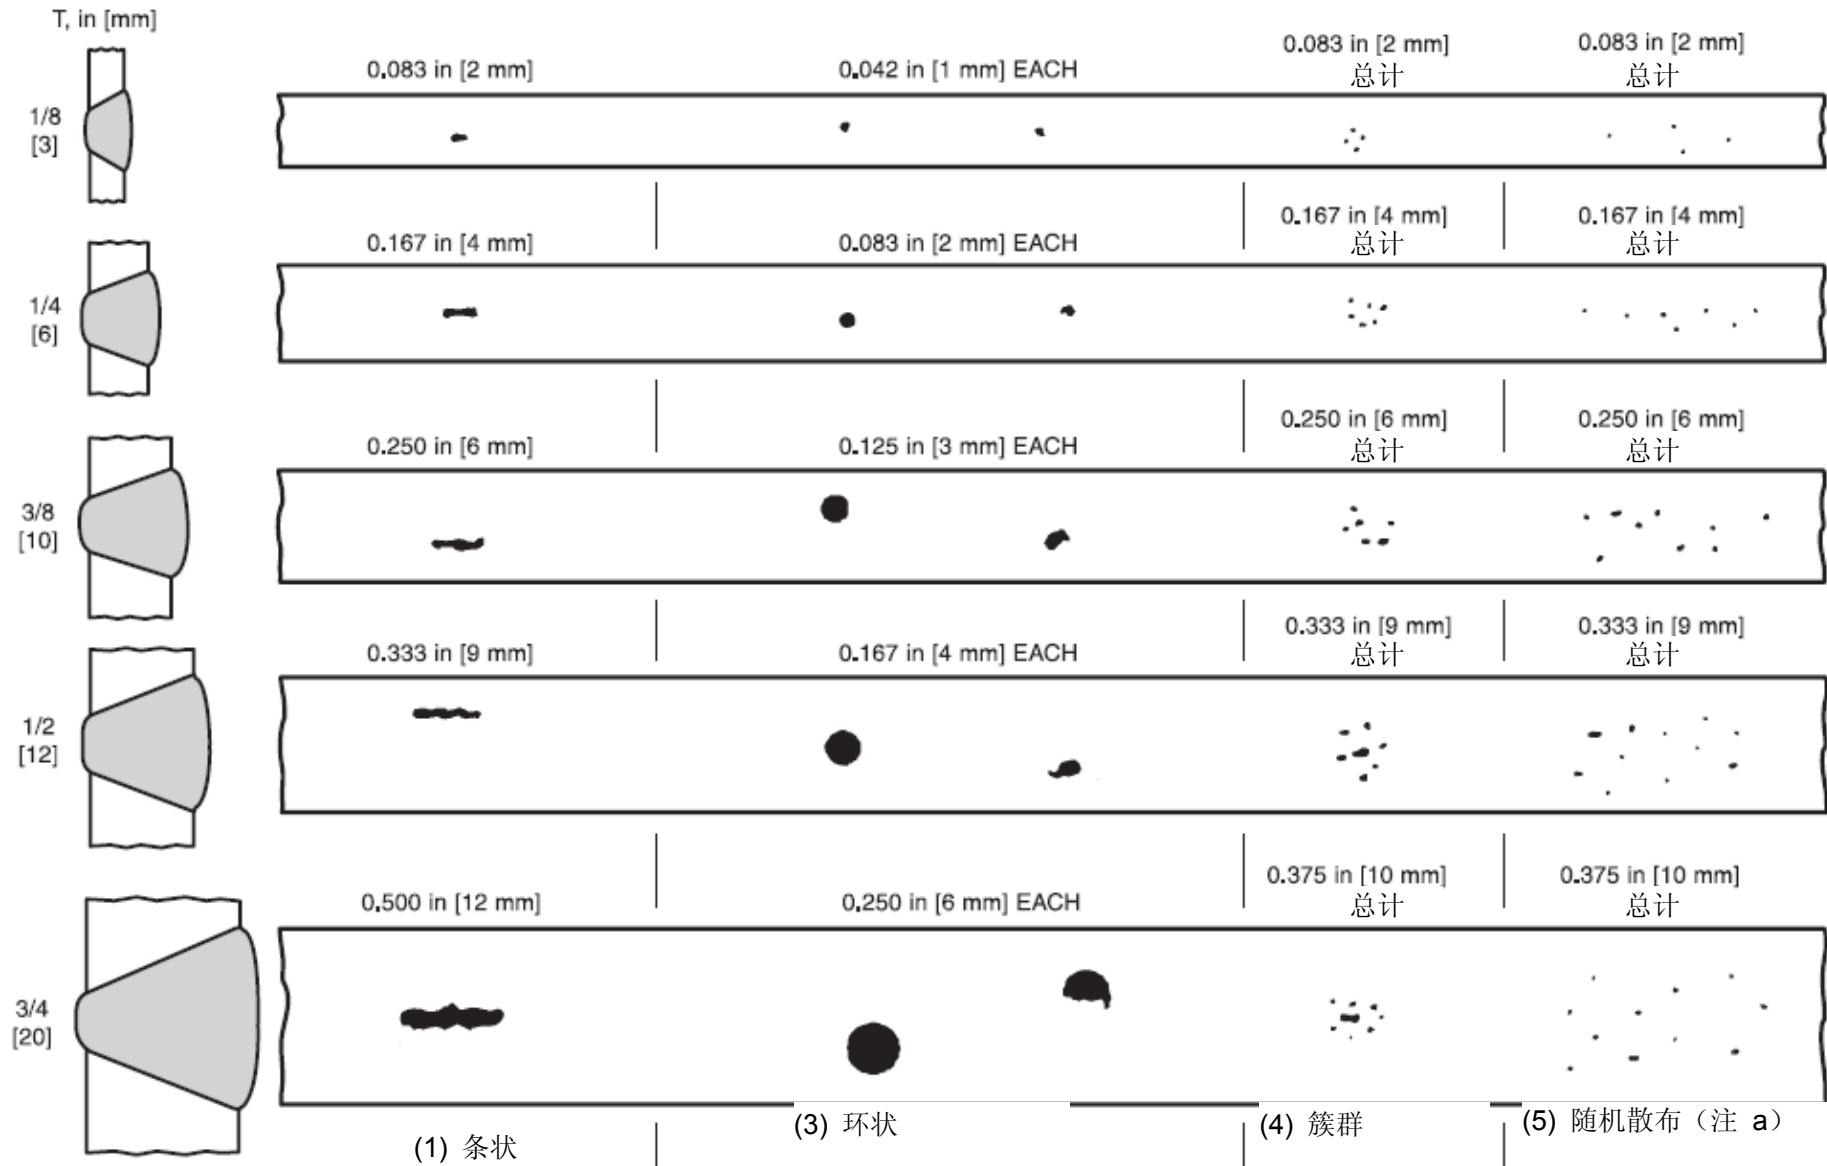 T, in [mm]
0.083 in [2 mm]
0.042 in [1 mm] EACH
0.083 in [2 mm]
总计
0.083 in [2 mm]
总计
1/8
[3]
0.167 in [4 mm]
0.083 in [2 mm] EACH
0.167 in [4 mm]
总计
0.167 in [4 mm]
总计
1/4
[6]
0.250 in [6 mm]
0.125 in [3 mm] EACH
0.250 in [6 mm]
总计
0.250 in [6 mm]
总计
3/8
[10]
0.333 in [9 mm]
0.167 in [4 mm] EACH
0.333 in [9 mm]
总计
0.333 in [9 mm]
总计
1/2
[12]
0.500 in [12 mm]
0.250 in [6 mm] EACH
0.375 in [10 mm]
总计
0.375 in [10 mm]
总计
3/4
[20]
(1) 条状
(3) 环状
(4) 簇群
(5) 随机散布（注 a）